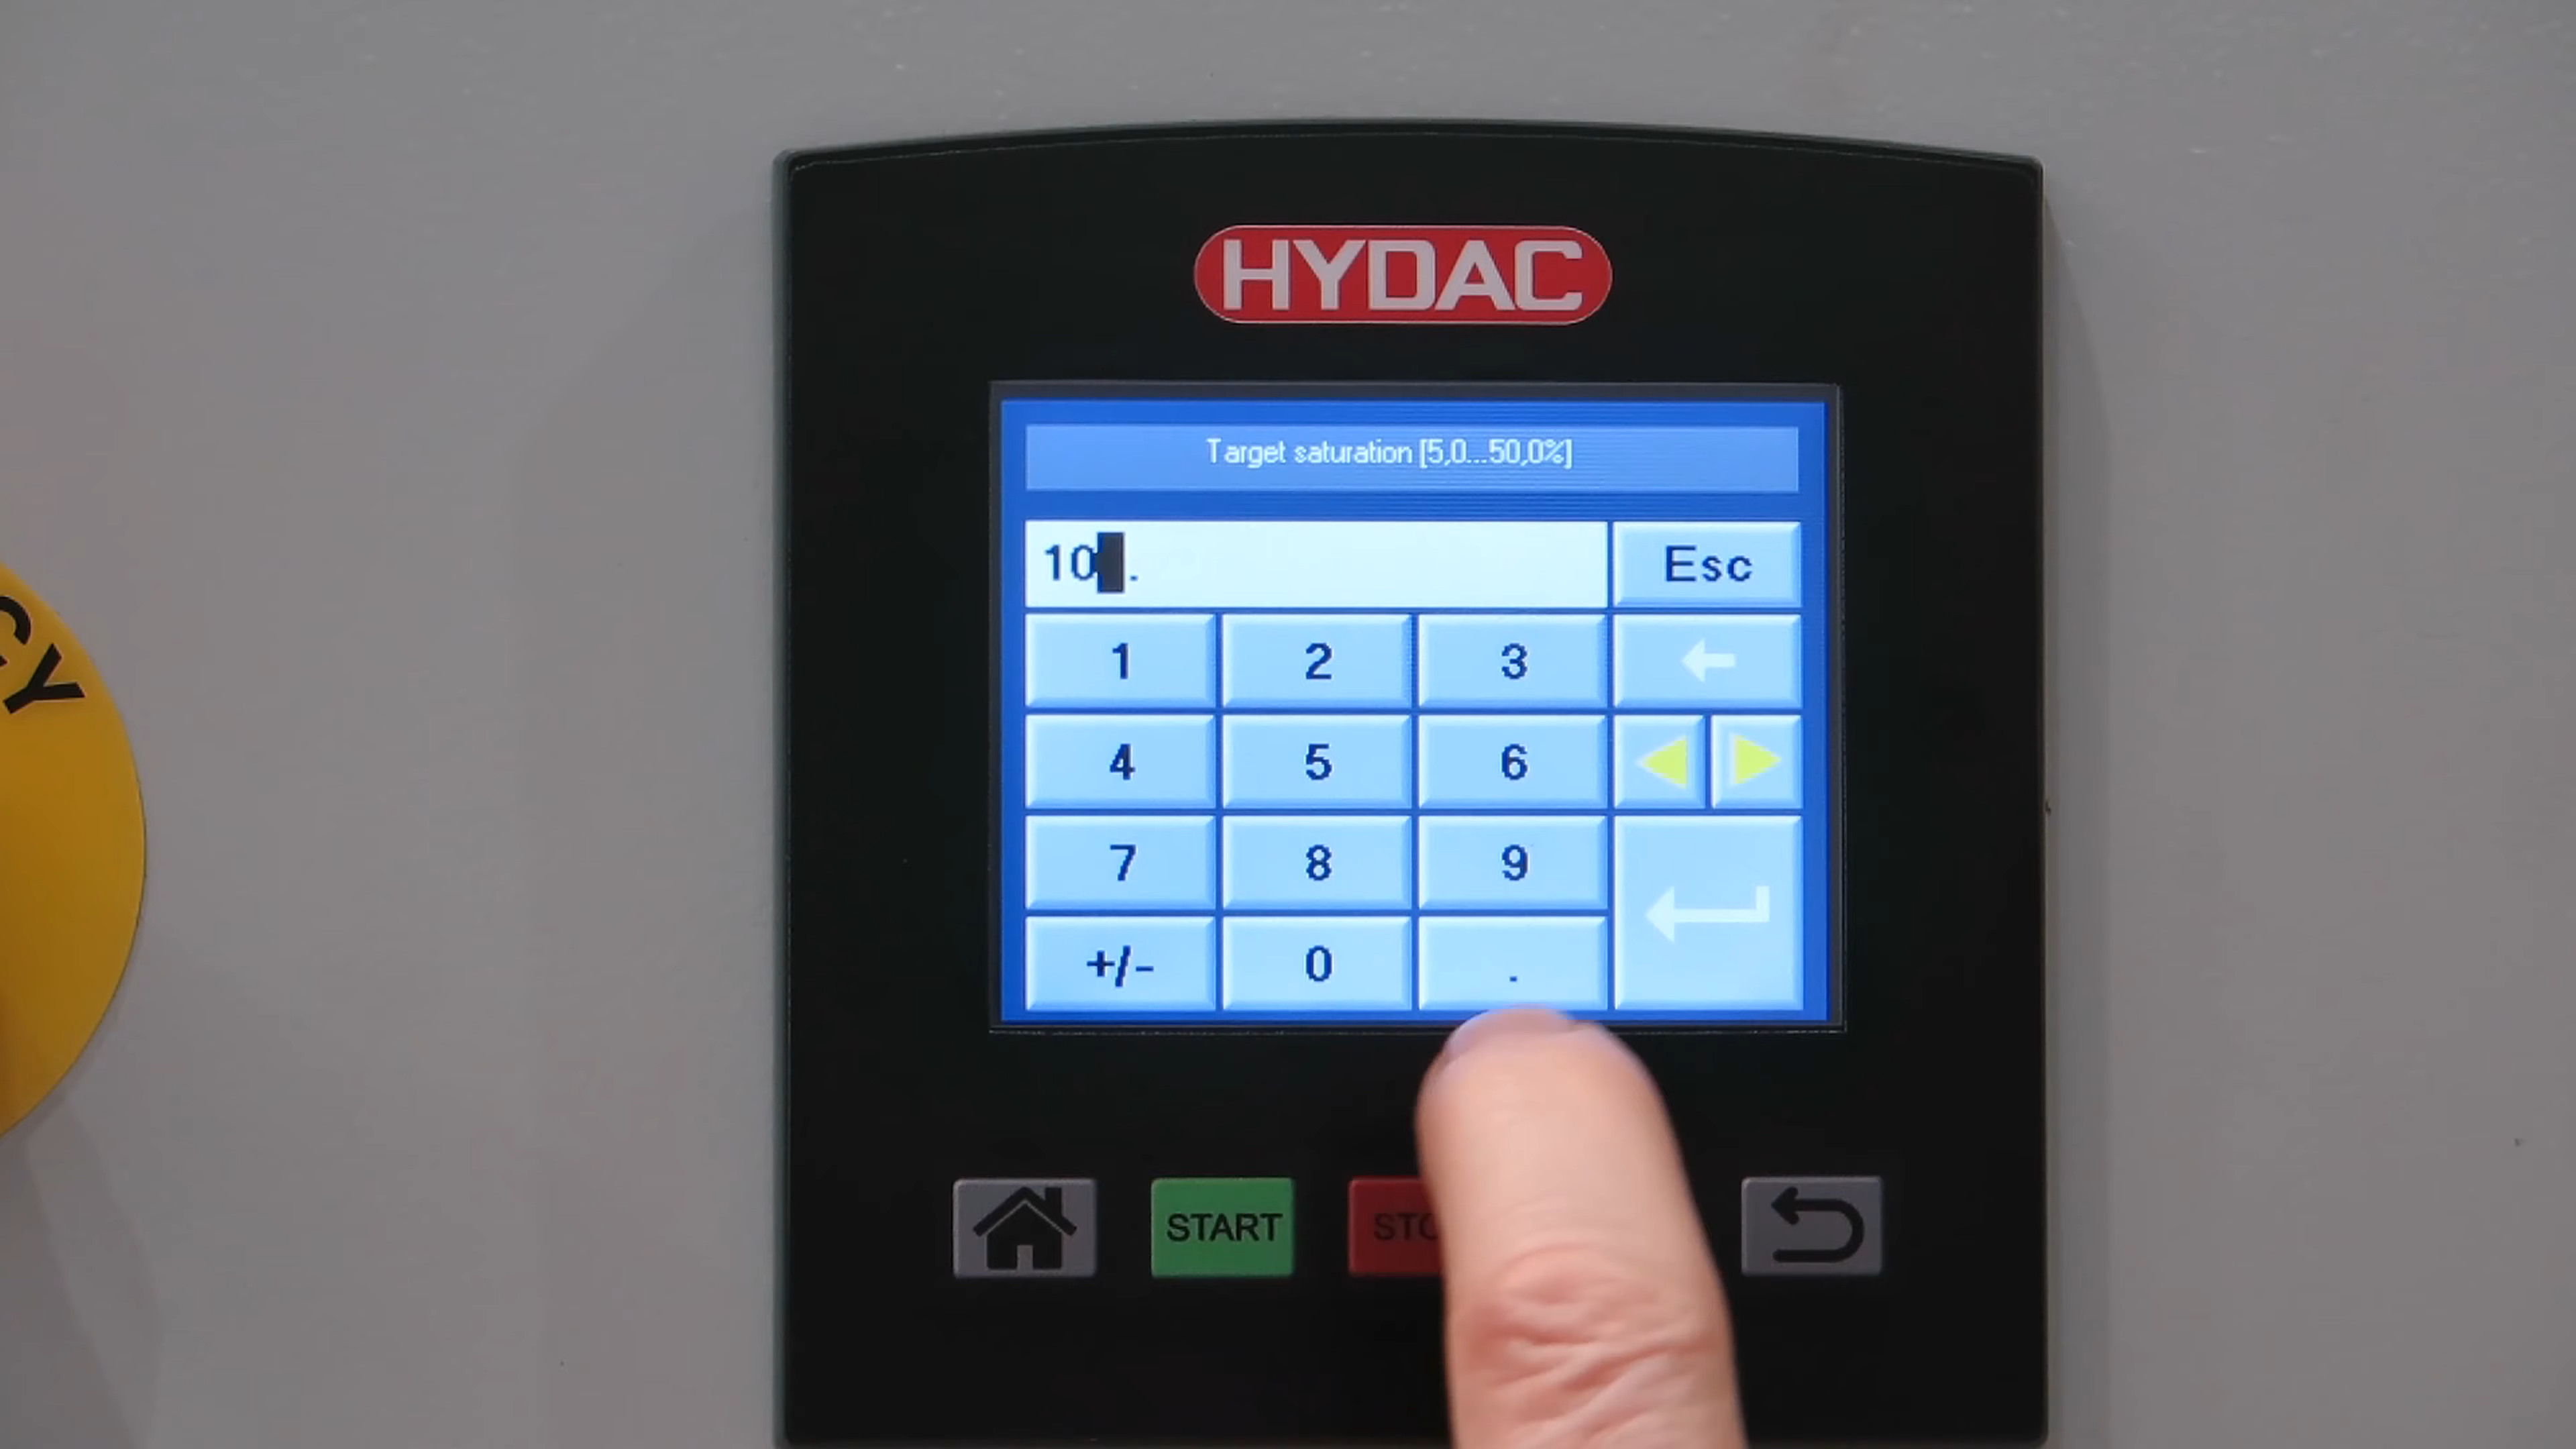 HYDAC
Target saturation [5,0...50,0%]
10 .
Esc
1 2 3
4 5 6
7 8 9
+/- 0 .
START